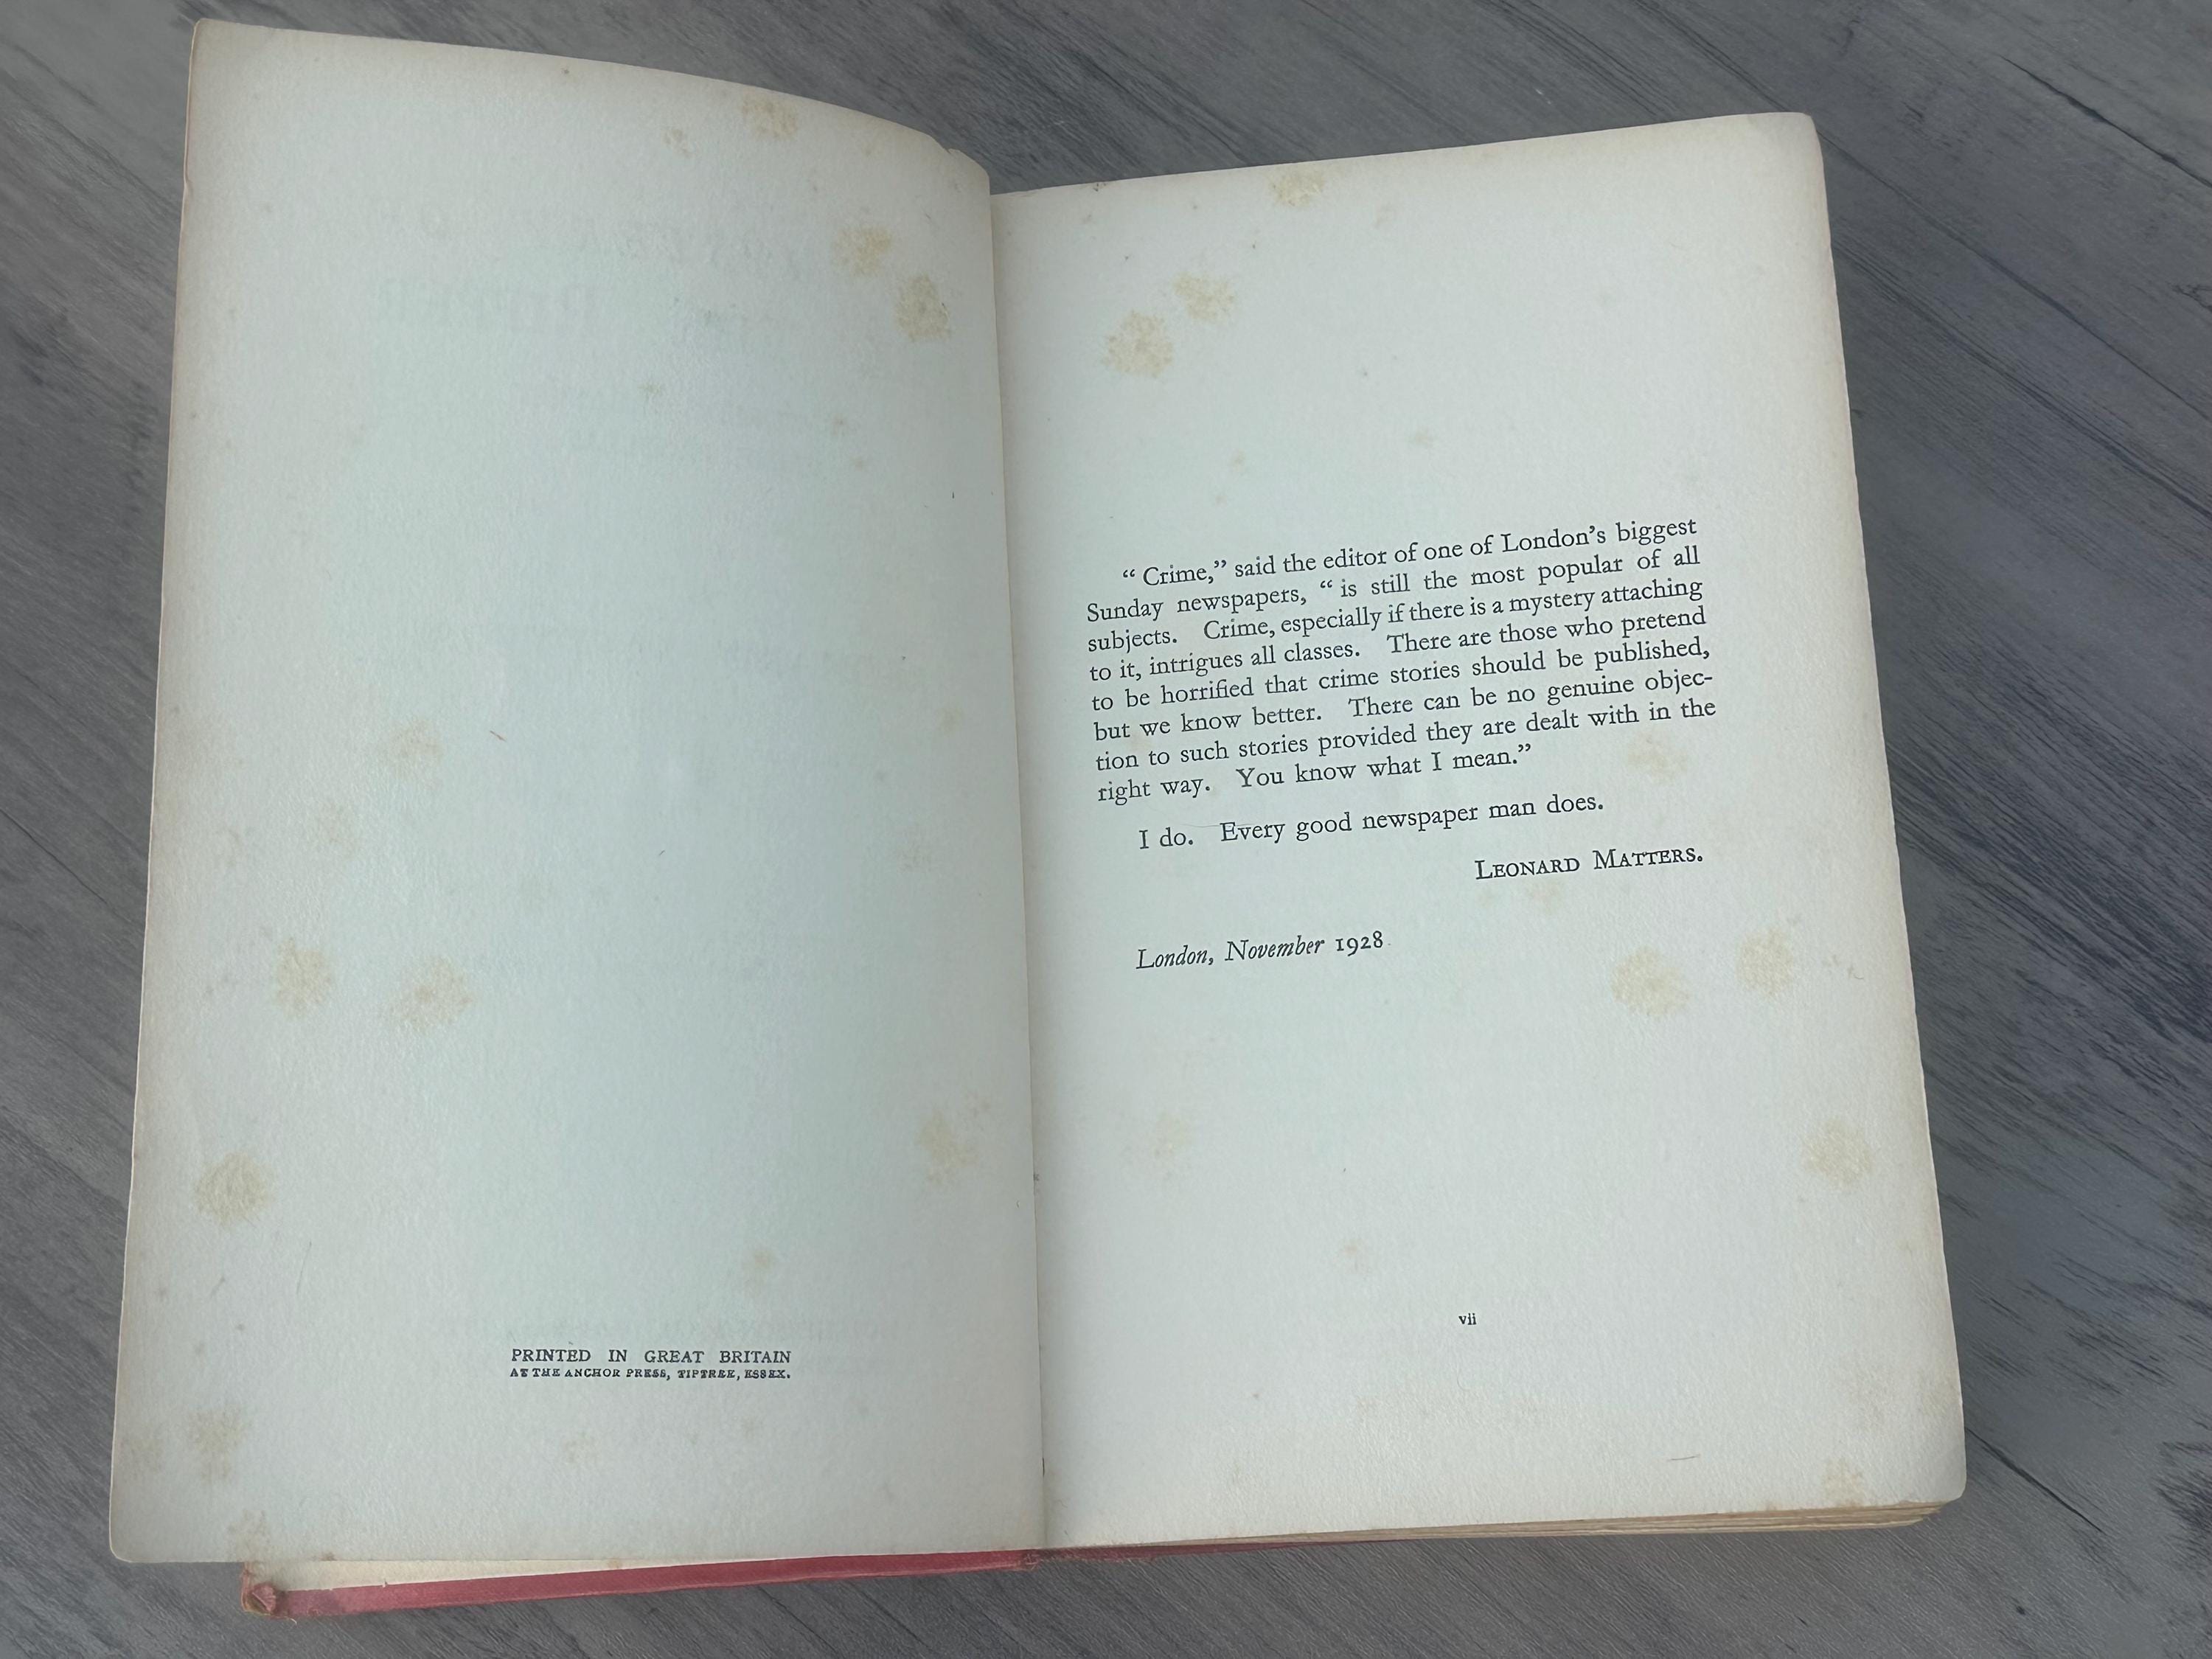 PRINTED IN GREAT BRITAIN
AT THE ANCHOR PRESS, TIPTREE, ESSEX.
“ Crime,” said the editor of one of London’s biggest
Sunday newspapers, “ is still the most popular of all
subjects. Crime, especially if there is a mystery attaching
to it, intrigues all classes. There are those who pretend
to be horrified that crime stories should be published,
but we know better. There can be no genuine objec-
tion to such stories provided they are dealt with in the
right way. You know what I mean.”
I do. Every good newspaper man does.
LEONARD MATTERS.
London, November 1928
vii